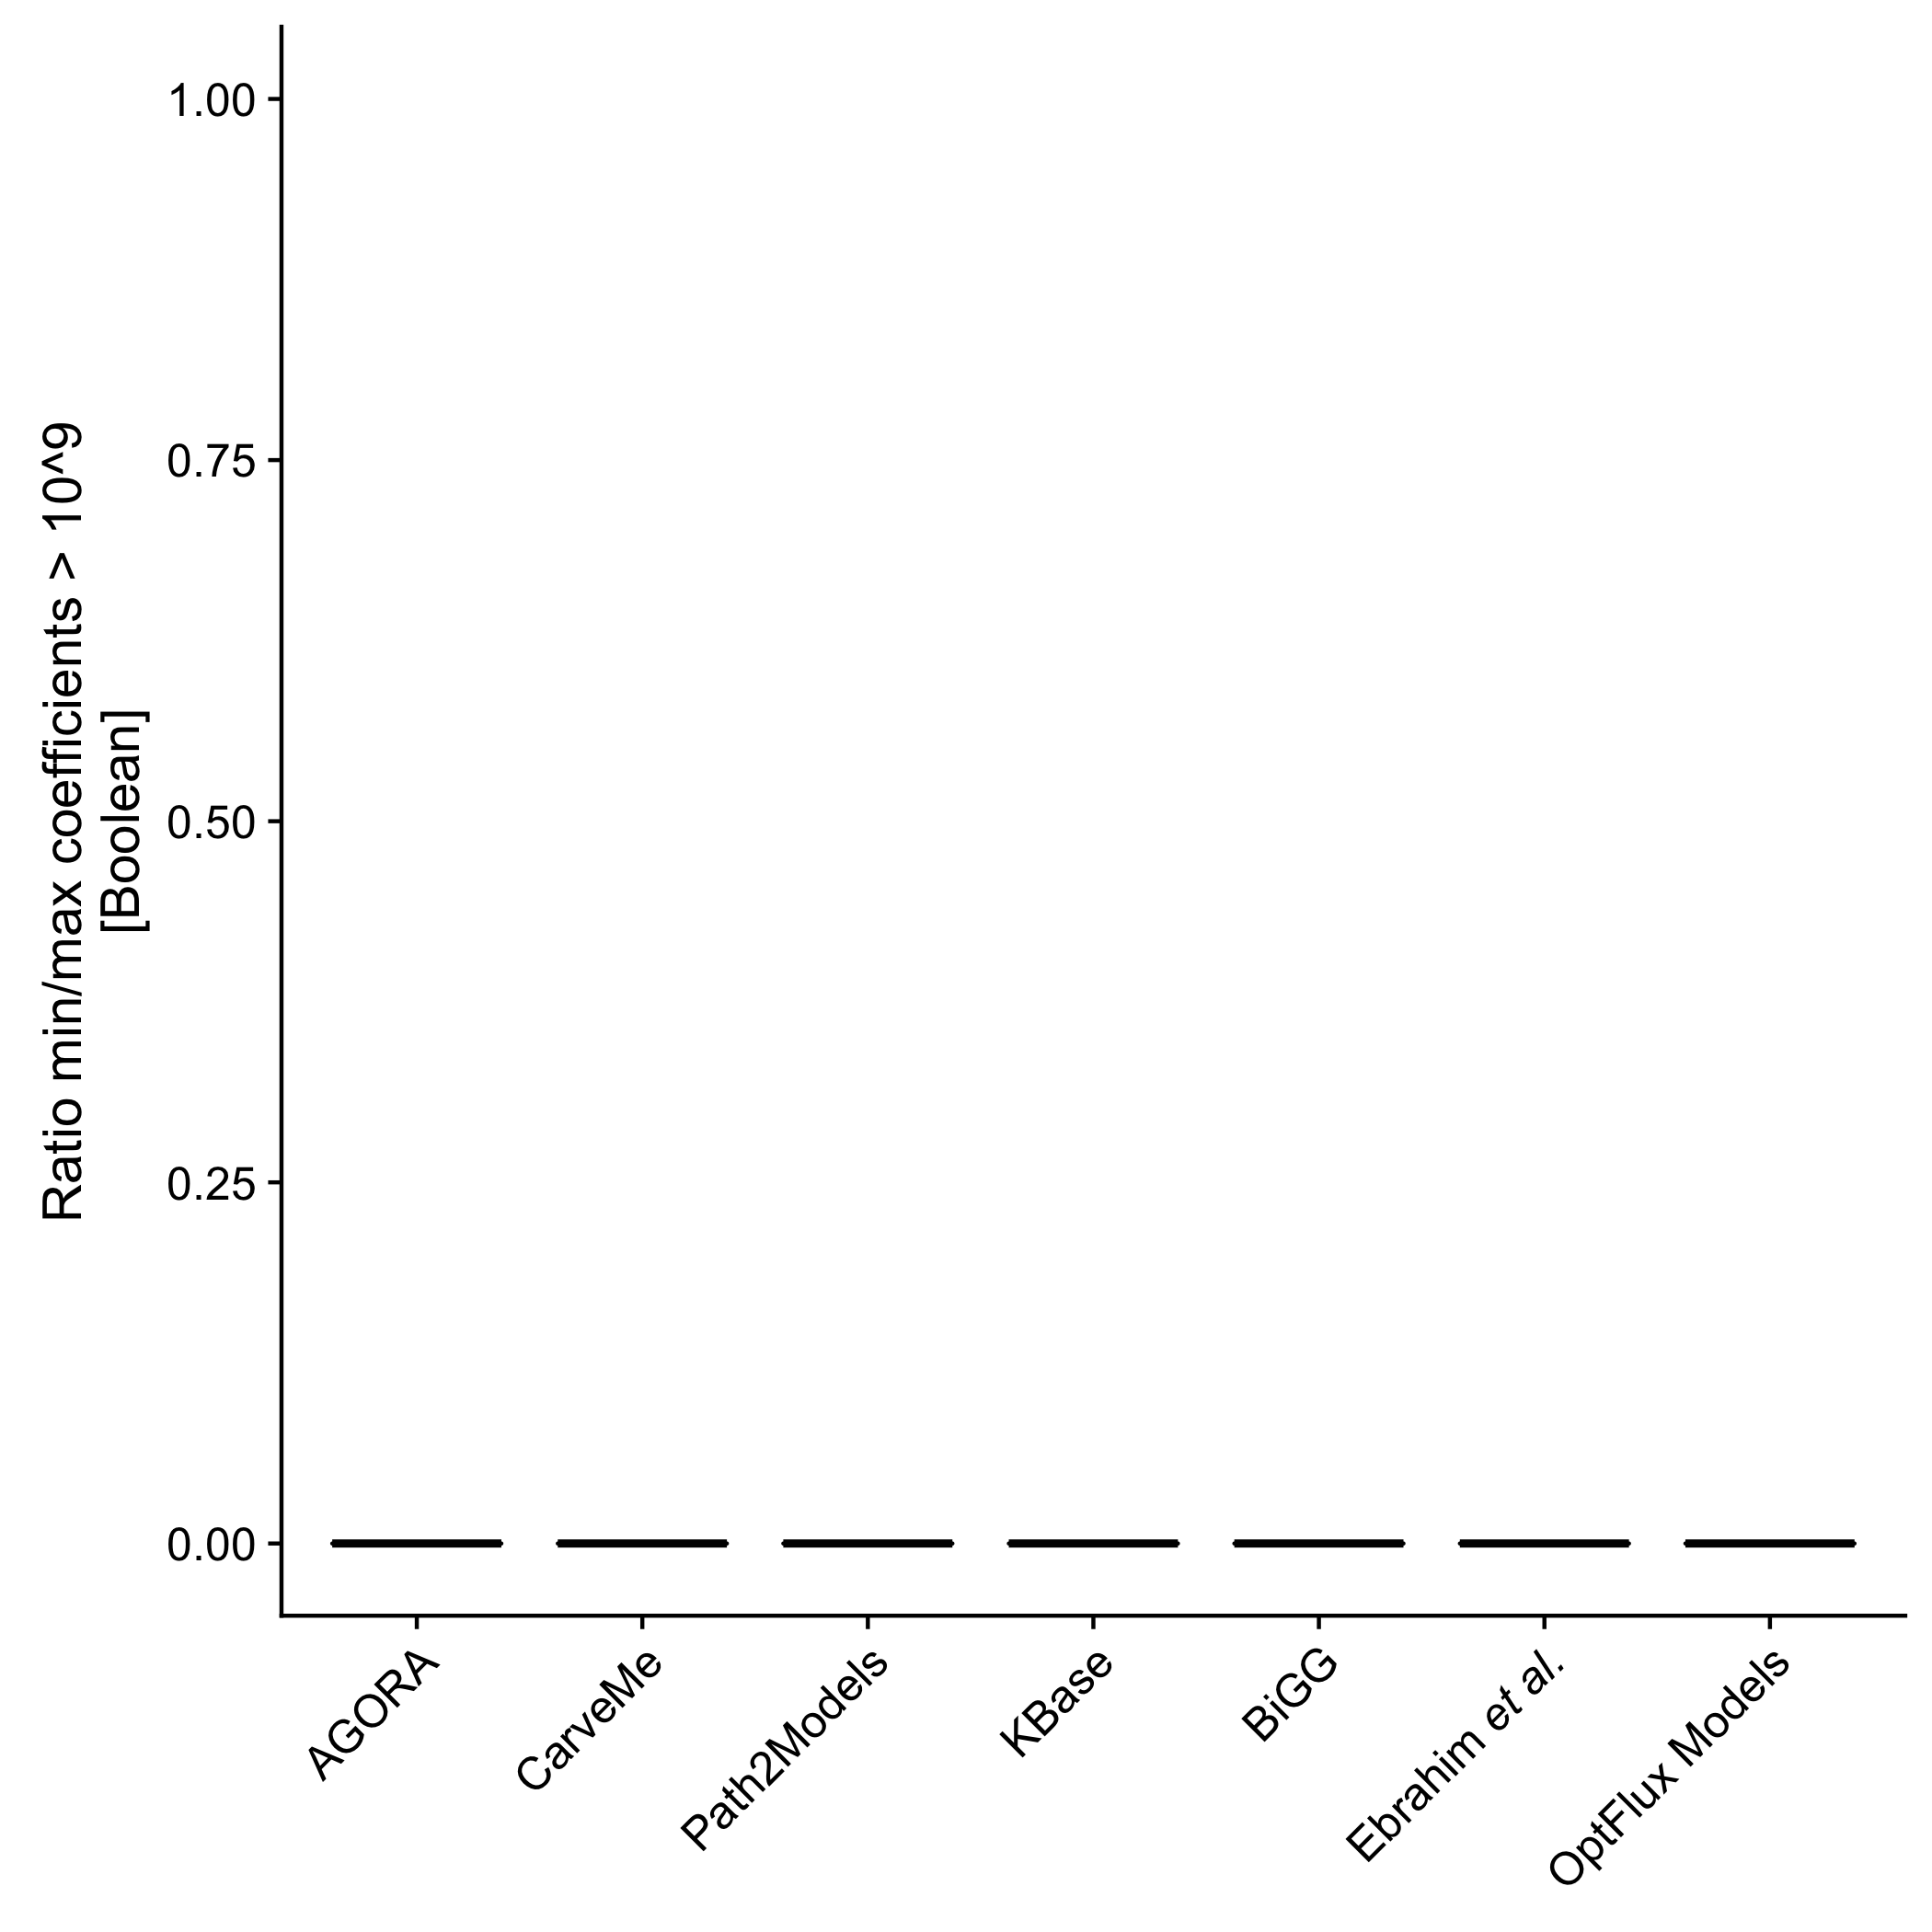 Ratio min/max coefficients > 10^9
[Boolean]
1.00
0.75
0.50
0.25
0.00
AGORA
CarveMe
Path2Models
KBase
BiGG
Ebrahim et al.
OptFlux Models